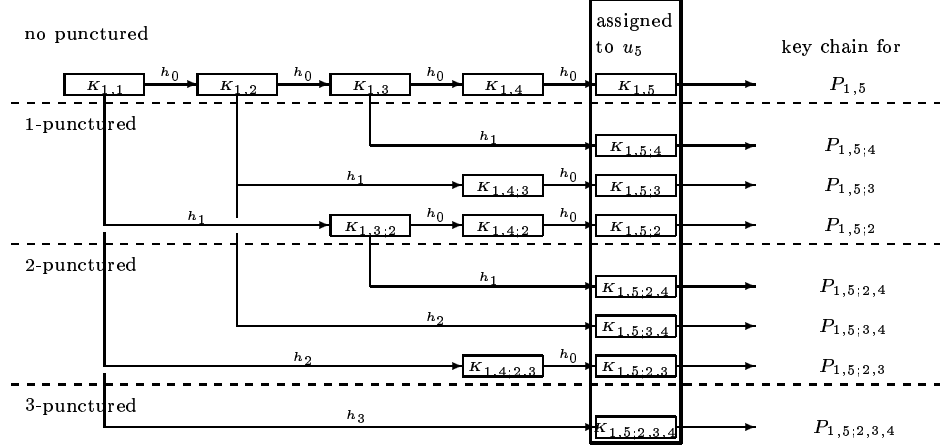 assigned
no punctured to u₅ key chain for
h₀ h₀ h₀ h₀
K₁,₁ K₁,₂ K₁,₃ K₁,₄ K₁,₅ P₁,₅
1-punctured
h₁ K₁,₅;₄ P₁,₅;₄
h₁ K₁,₄;₃ h₀ K₁,₅;₃ P₁,₅;₃
h₁ K₁,₃;₂ h₀ K₁,₄;₂ h₀ K₁,₅;₂ P₁,₅;₂
2-punctured
h₁ K₁,₅;₂,₄ P₁,₅;₂,₄
h₂ K₁,₅;₃,₄ P₁,₅;₃,₄
h₂ K₁,₄;₂,₃ h₀ K₁,₅;₂,₃ P₁,₅;₂,₃
3-punctured
h₃ K₁,₅;₂,₃,₄ P₁,₅;₂,₃,₄